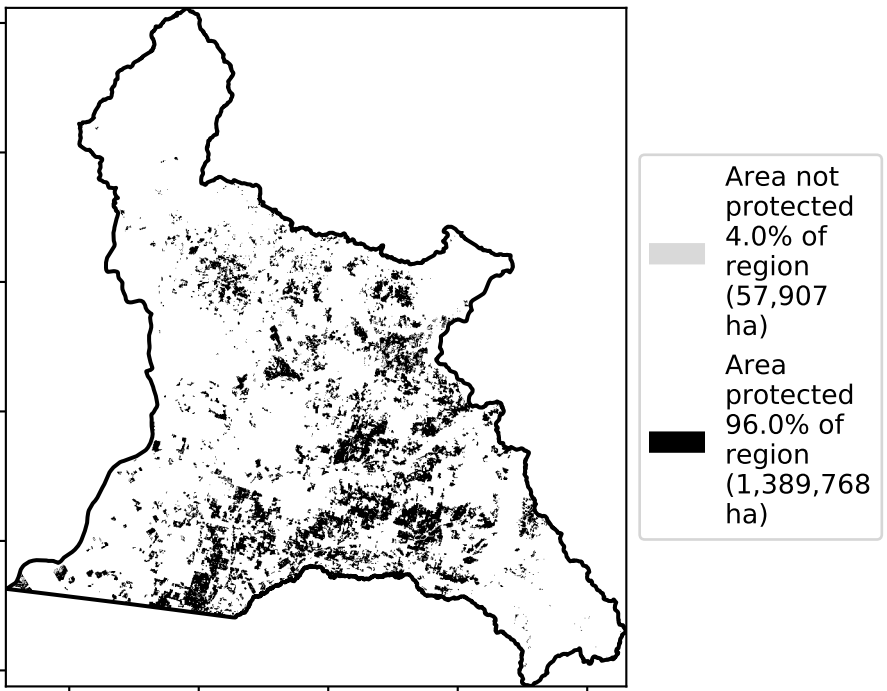 Area not
protected
4.0% of
region
(57,907
ha)
Area
protected
96.0% of
region
(1,389,768
ha)